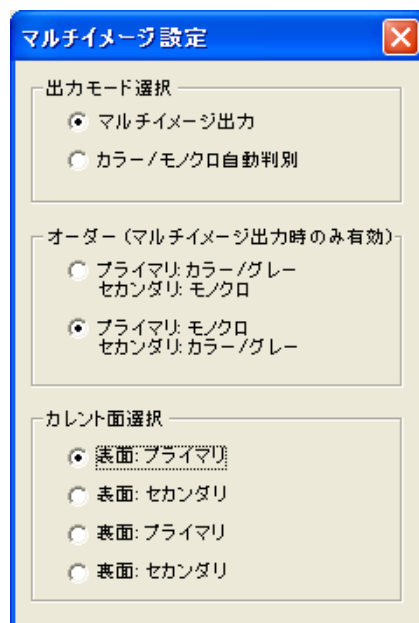 マルチイメージ設定
出力モード選択
マルチイメージ出力
カラー/モノクロ自動判別
オーダー(マルチイメージ出力時のみ有効)
プライマリ:カラー/グレー
セカンダリ:モノクロ
プライマリ:モノクロ
セカンダリ:カラー/グレー
カレント面選択
表面:プライマリ
表面:セカンダリ
裏面:プライマリ
裏面:セカンダリ